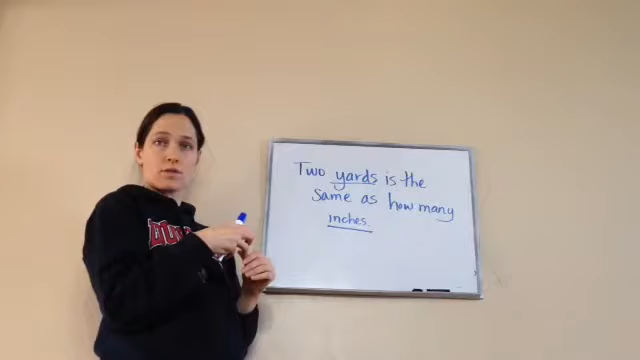 Two yards is the
same as how many
inches.